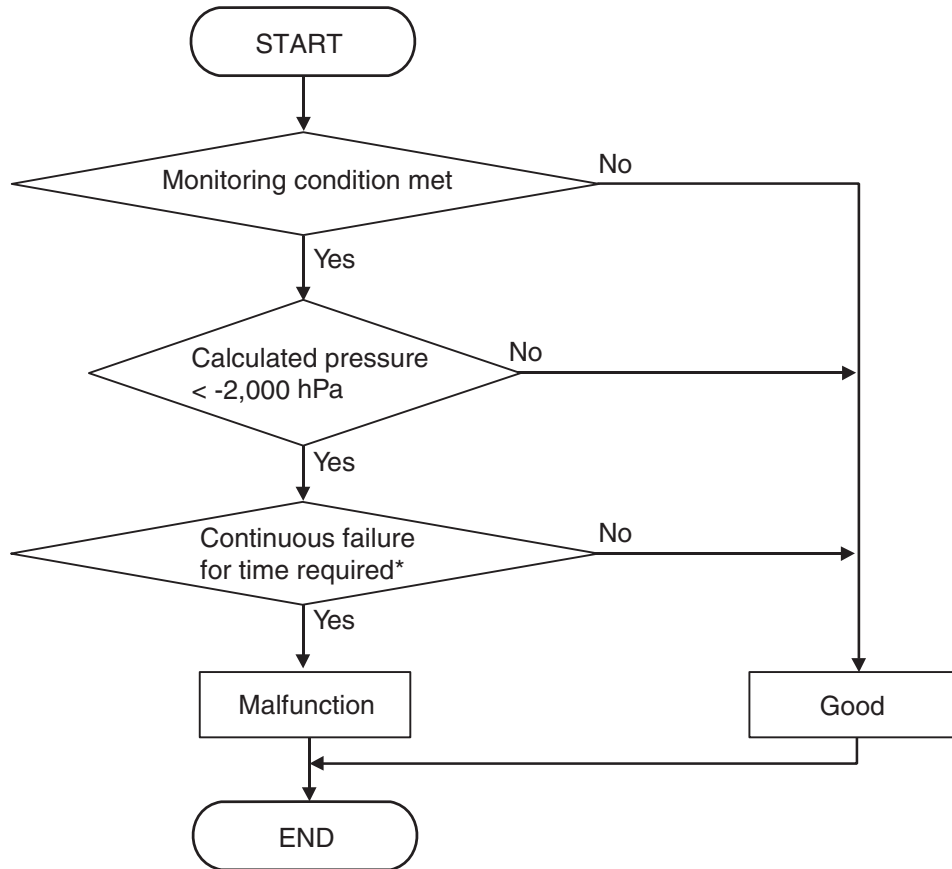 START
Monitoring condition met
No
Yes
Calculated pressure
< -2,000 hPa
No
Yes
Continuous failure
for time required*
No
Yes
Malfunction
Good
END